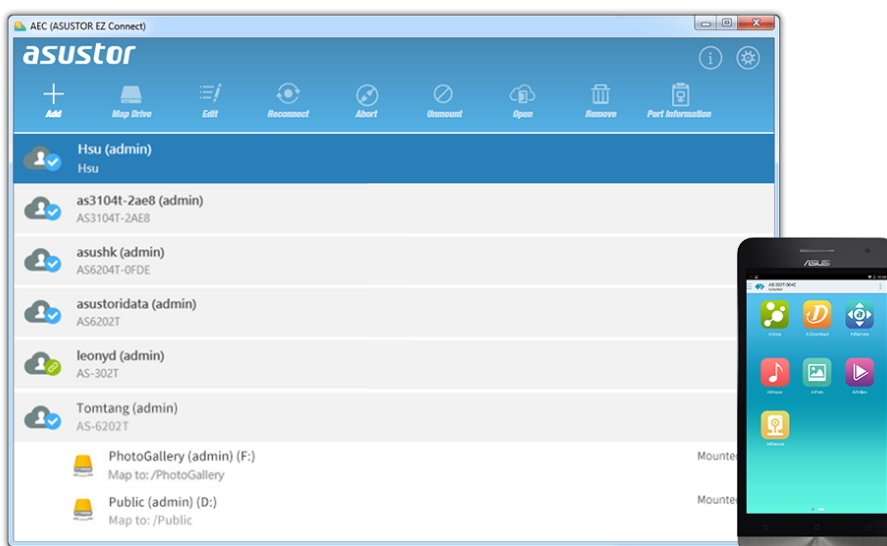 AEC (ASUSTOR EZ Connect)
asustor
Add
Map Drive
Edit
Reconnect
Abort
Unmount
Open
Remove
Port Information
Hsu (admin)
Hsu
as3104t-2ae8 (admin)
AS3104T-2AE8
asushk (admin)
AS6204T-0FDE
asustoridata (admin)
AS6202T
leonyd (admin)
AS-302T
Tomtang (admin)
AS-6202T
PhotoGallery (admin) (F:)
Map to: /PhotoGallery
Mounte
Public (admin) (D:)
Map to: /Public
Mounte
ASUS